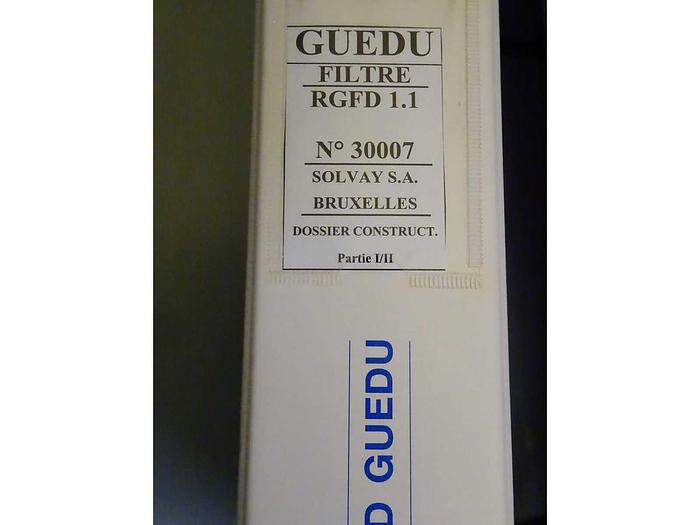 GUEDU
FILTRE
RGFD 1.1
N° 30007
SOLVAY S.A.
BRUXELLES
DOSSIER CONSTRUCT.
Partie I/II
D GUEDU